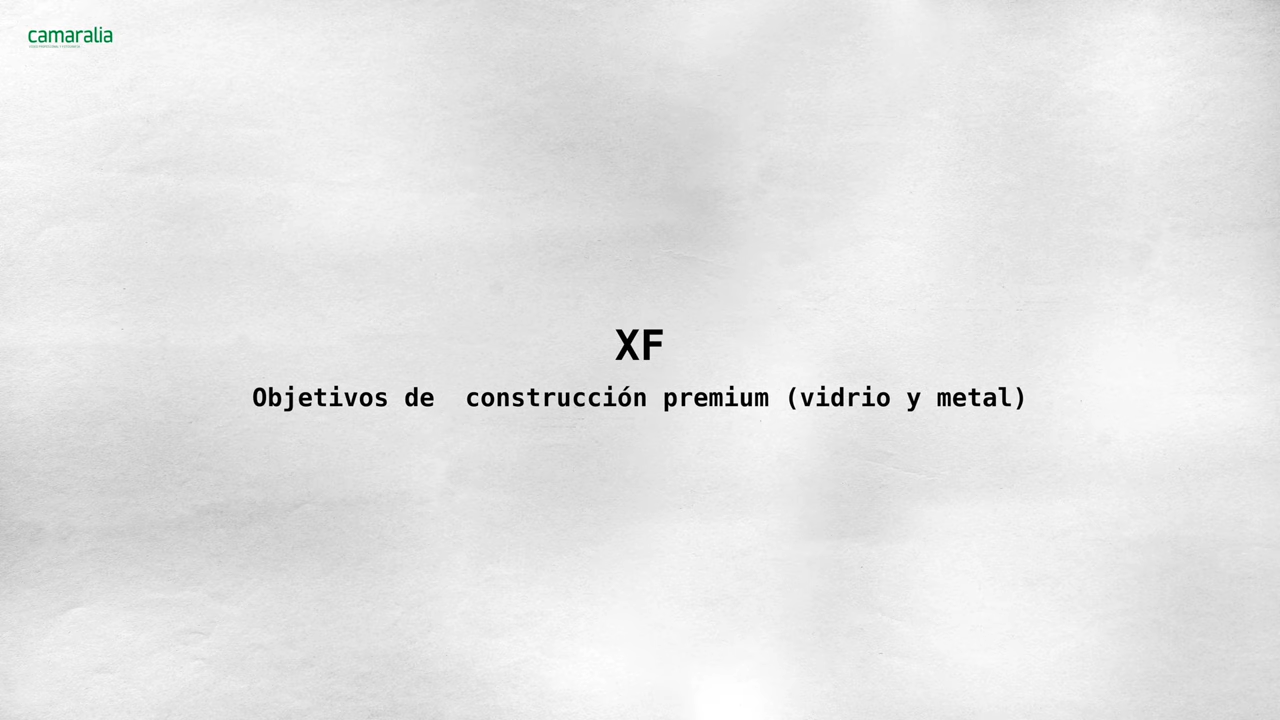 camaralia
XF
Objetivos de  construcción premium (vidrio y metal)